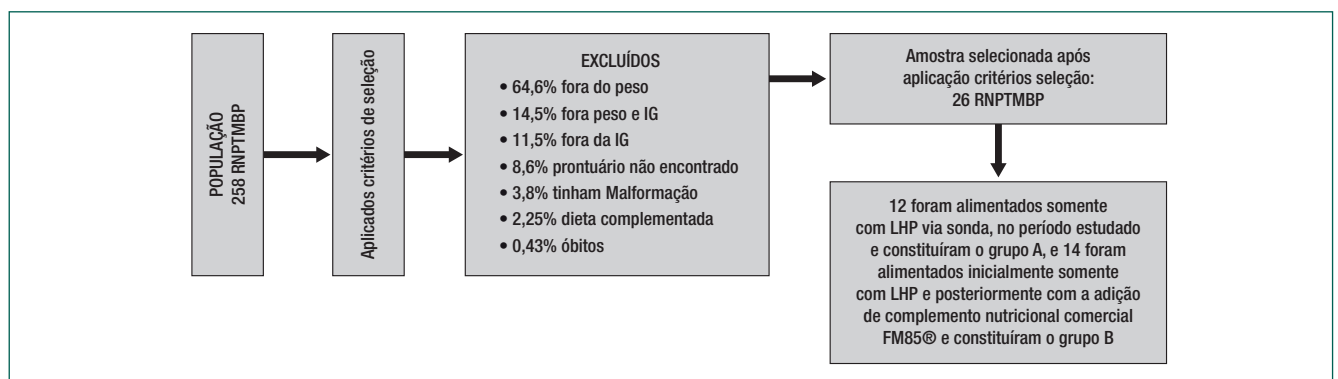 POPULAÇÃO
258 RNPTMBP
Aplicados critérios de seleção
EXCLUÍDOS
• 64,6% fora do peso
• 14,5% fora peso e IG
• 11,5% fora da IG
• 8,6% prontuário não encontrado
• 3,8% tinham Malformação
• 2,25% dieta complementada
• 0,43% óbitos
Amostra selecionada após
aplicação critérios seleção:
26 RNPTMBP
12 foram alimentados somente
com LHP via sonda, no período estudado
e constituíram o grupo A, e 14 foram
alimentados inicialmente somente
com LHP e posteriormente com a adição
de complemento nutricional comercial
FM85® e constituíram o grupo B